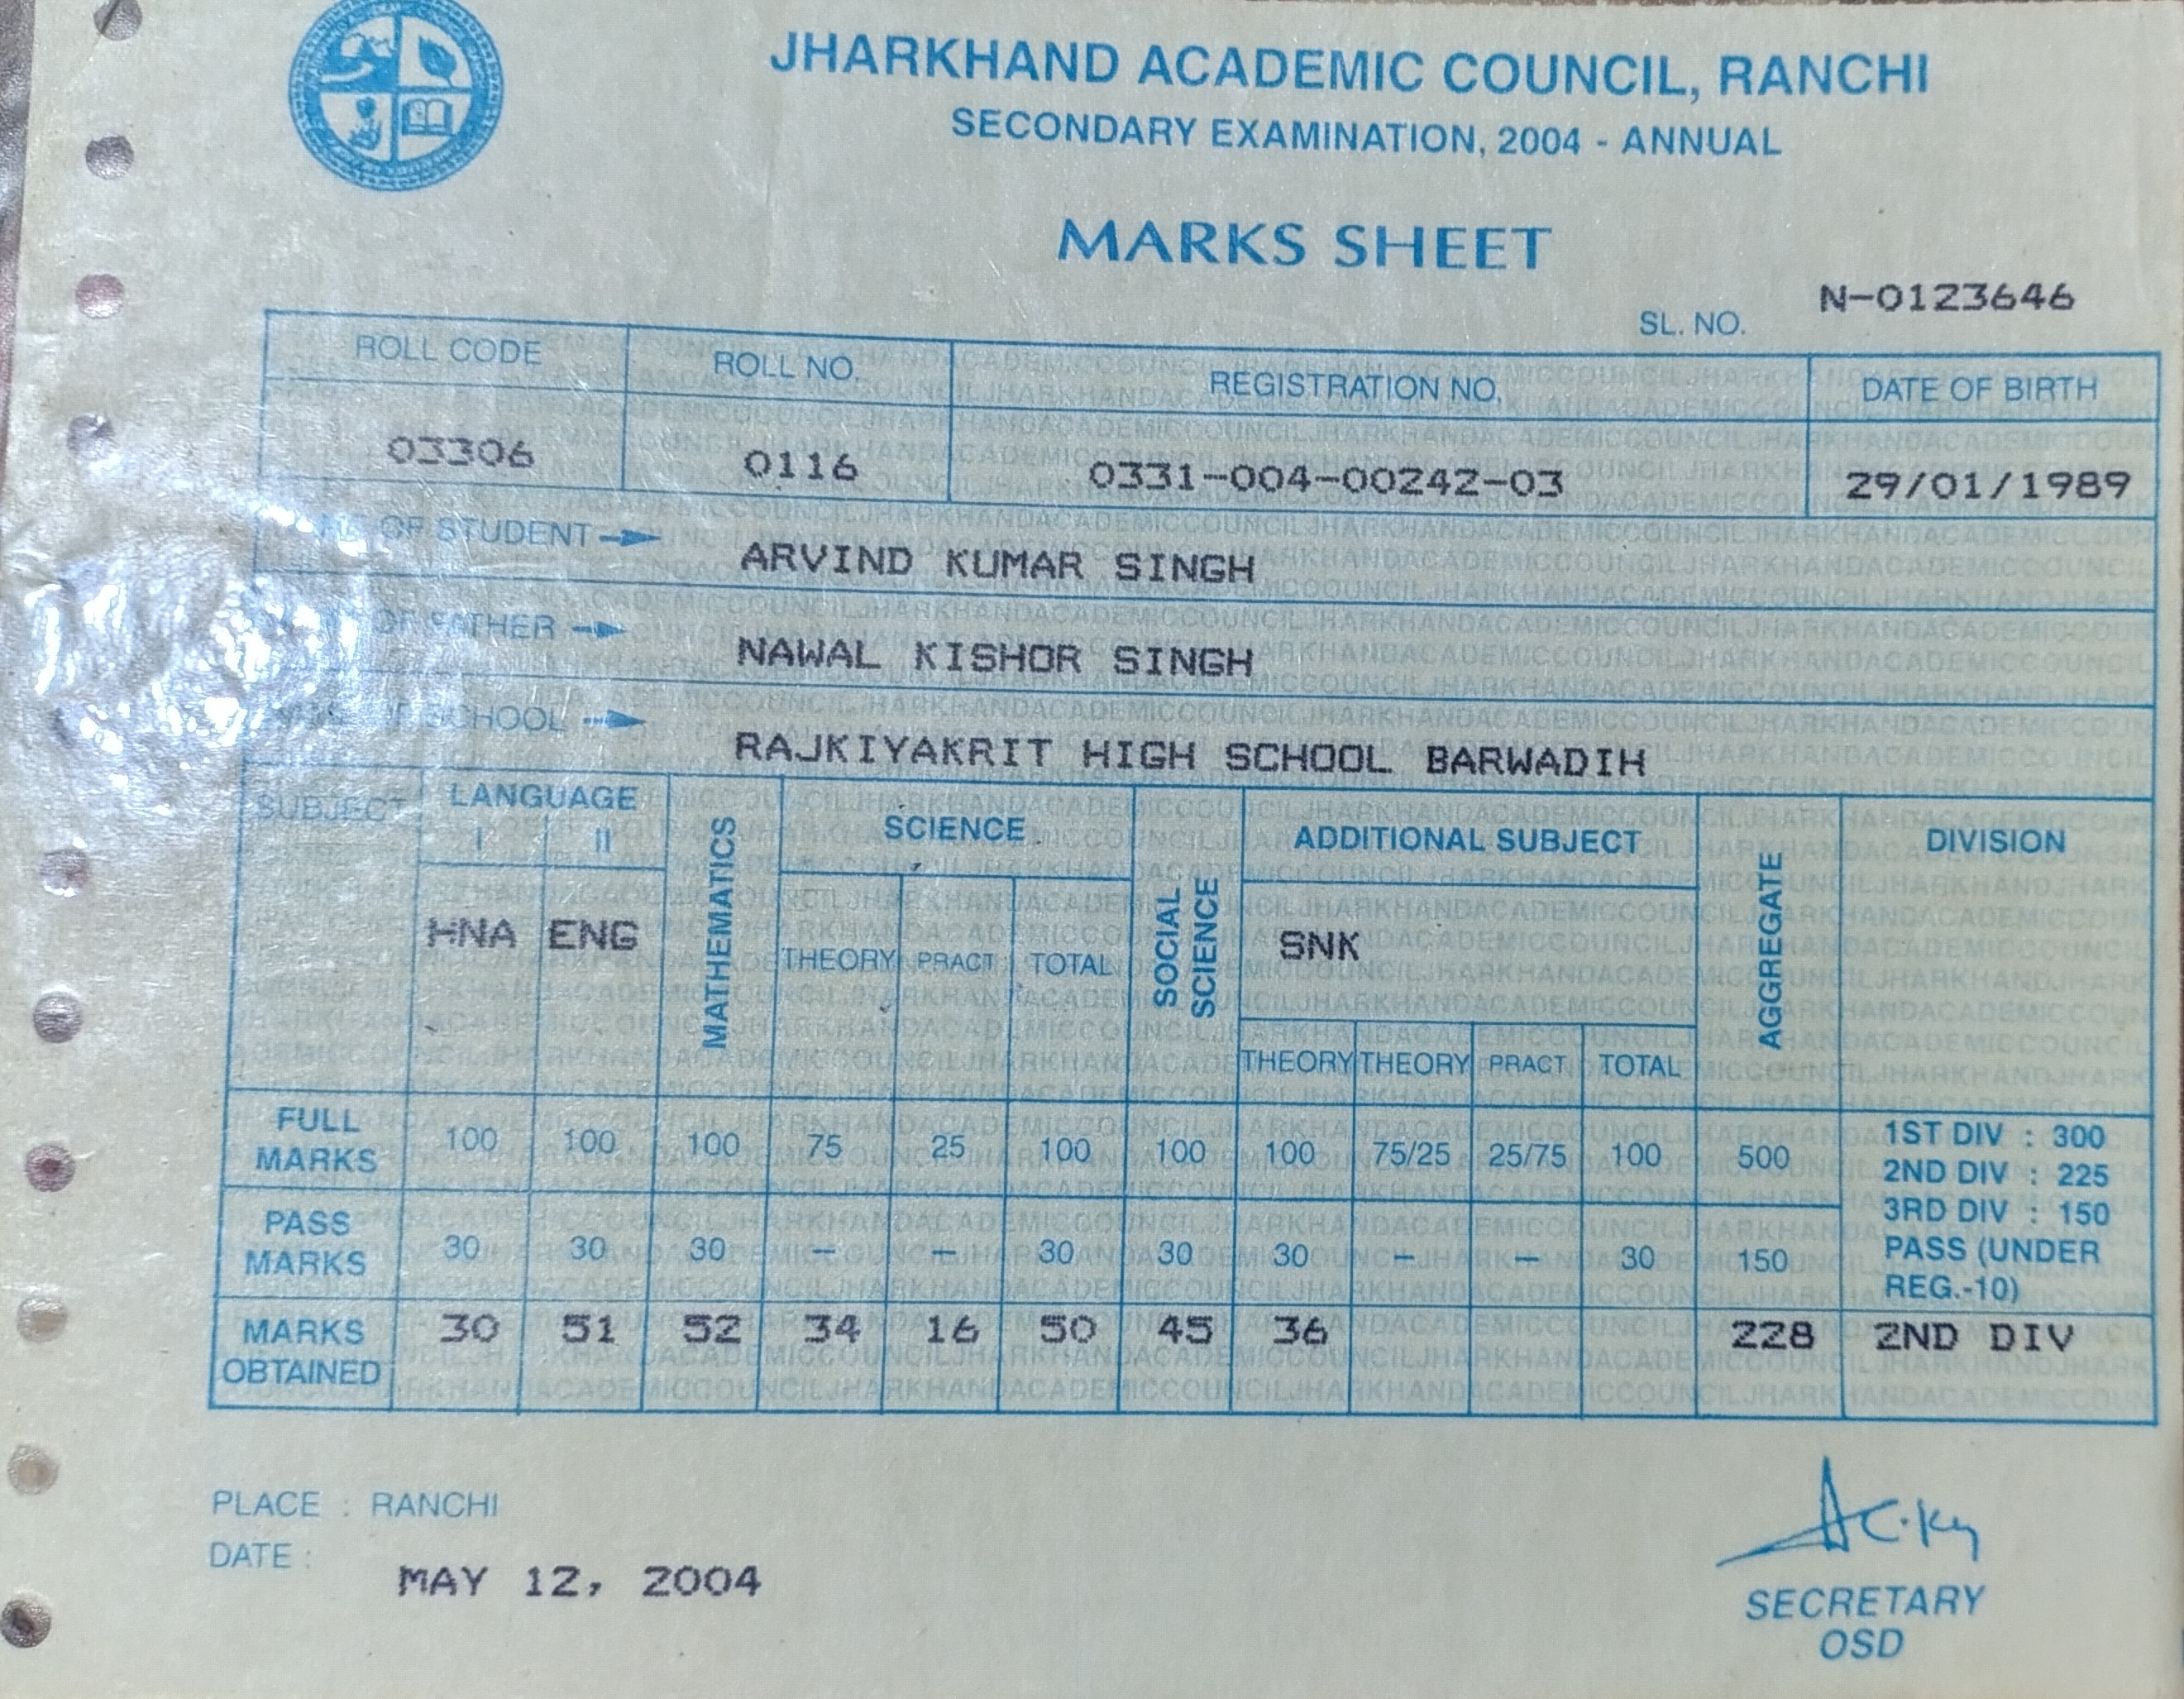 JHARKHAND ACADEMIC COUNCIL, RANCHI
SECONDARY EXAMINATION, 2004 - ANNUAL
MARKS SHEET
SL. NO. N-0123646
ROLL CODE ROLL NO. REGISTRATION NO. DATE OF BIRTH
03306 0116 0331-004-00242-03 29/01/1989
OF STUDENT ARVIND KUMAR SINGH
OF FATHER NAWAL KISHOR SINGH
SCHOOL RAJKIYAKRIT HIGH SCHOOL BARWADIH
SUBJECT LANGUAGE MATHEMATICS SCIENCE SOCIAL SCIENCE ADDITIONAL SUBJECT AGGREGATE DIVISION
I II
HNA ENG THEORY PRACT TOTAL SNK
THEORY THEORY PRACT TOTAL
FULL MARKS 100 100 100 75 25 100 100 100 75/25 25/75 100 500
1ST DIV : 300
2ND DIV : 225
3RD DIV : 150
PASS (UNDER
REG.-10)
PASS MARKS 30 30 30 – – 30 30 30 – – 30 150
MARKS OBTAINED 30 51 52 34 16 50 45 36 228 2ND DIV
PLACE : RANCHI
DATE : MAY 12, 2004
SECRETARY
OSD